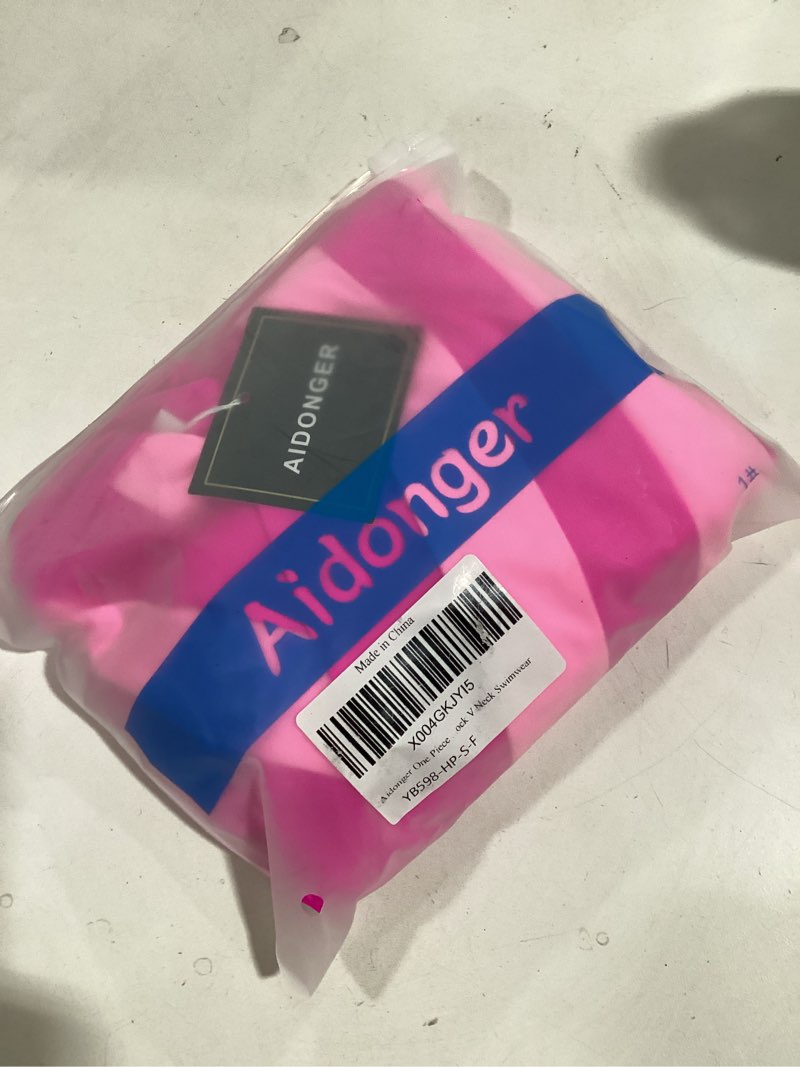 AIDONGER
Aidonger
1#
Made in China
X004GKJYI5
Aidonger One Piece ock V Neck Swimwear
YB598-HP-S-F